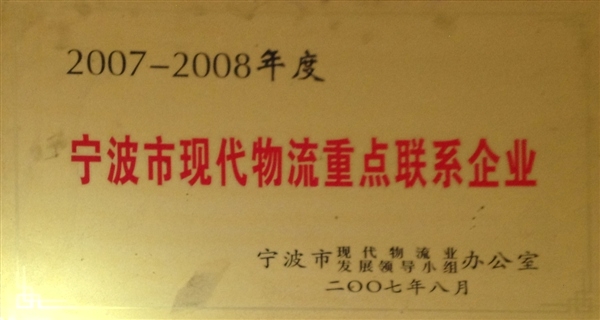 2007-2008年度
宁波市现代物流重点联系企业
宁波市现代物流业发展领导小组办公室
二〇〇七年八月